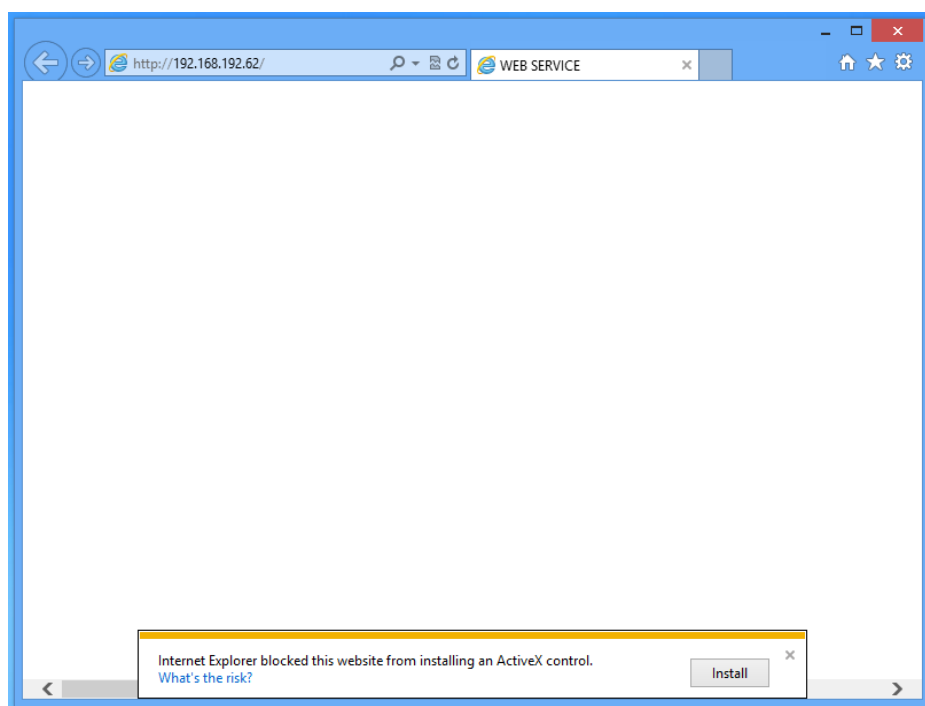 http://192.168.192.62/
WEB SERVICE
Internet Explorer blocked this website from installing an ActiveX control.
What's the risk?
Install